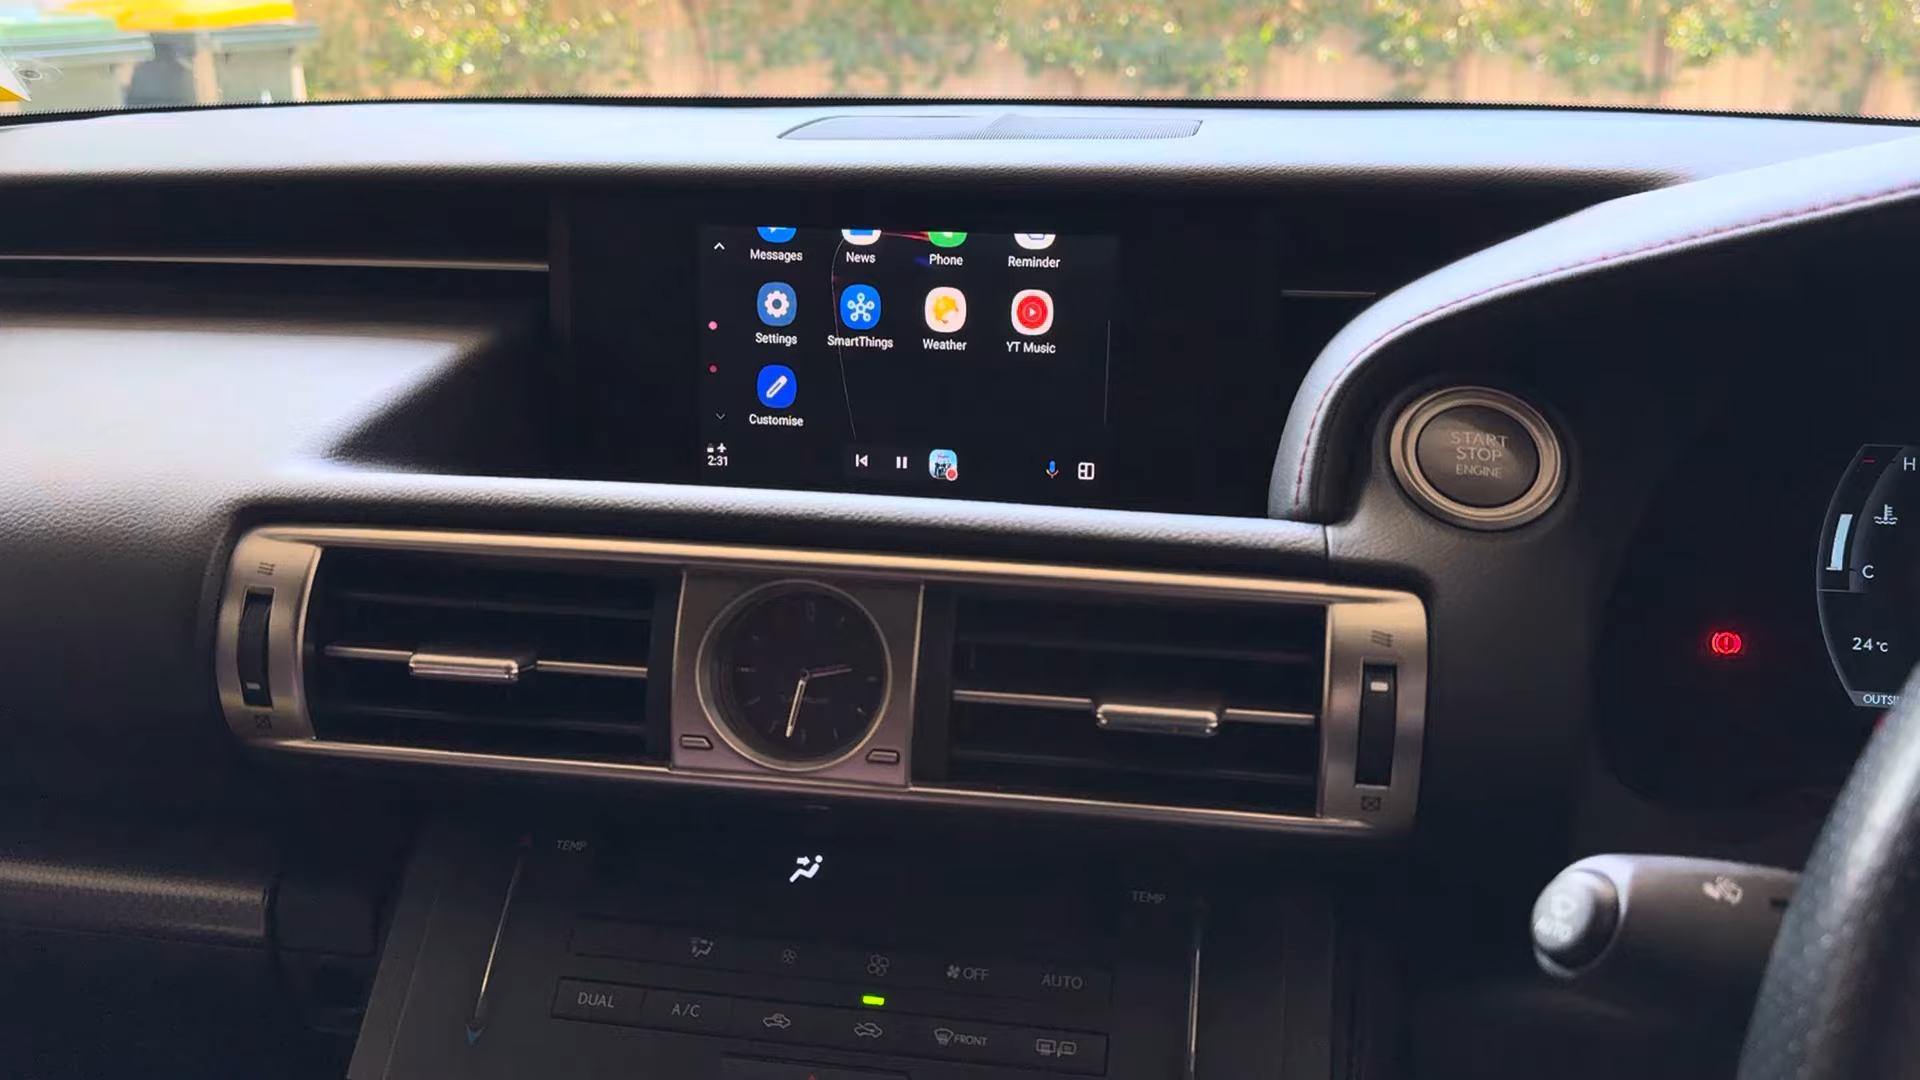 Messages
News
Phone
Reminder
Settings
SmartThings
Weather
YT Music
Customise
2:31
START
STOP
ENGINE
H
C
24°C
TEMP
TEMP
OFF
AUTO
DUAL
A/C
FRONT
AUTO